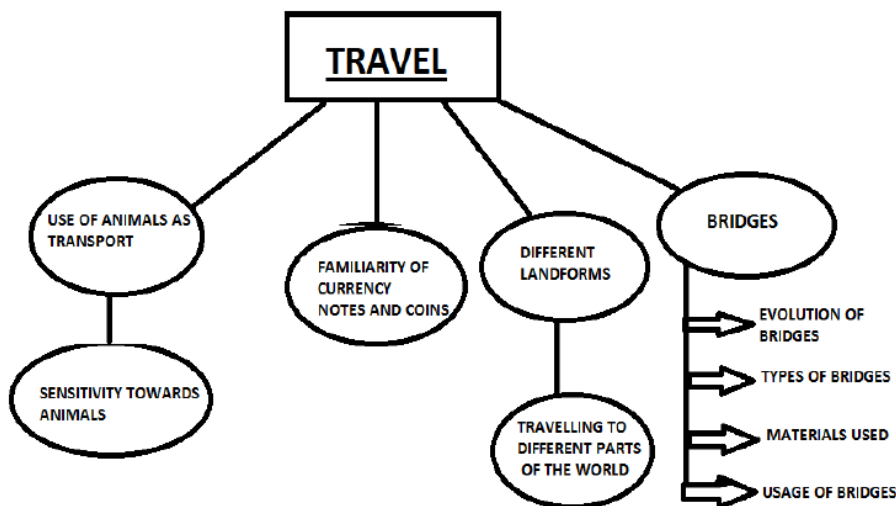 TRAVEL
USE OF ANIMALS AS
TRANSPORT
SENSITIVITY TOWARDS
ANIMALS
FAMILIARITY OF
CURRENCY
NOTES AND COINS
DIFFERENT
LANDFORMS
TRAVELLING TO
DIFFERENT PARTS
OF THE WORLD
BRIDGES
EVOLUTION OF
BRIDGES
TYPES OF BRIDGES
MATERIALS USED
USAGE OF BRIDGES